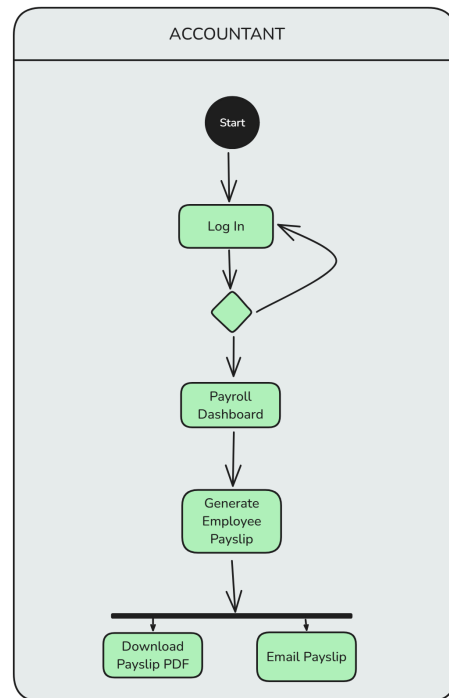 ACCOUNTANT
Start
Log In
Payroll
Dashboard
Generate
Employee
Payslip
Download
Payslip PDF
Email Payslip